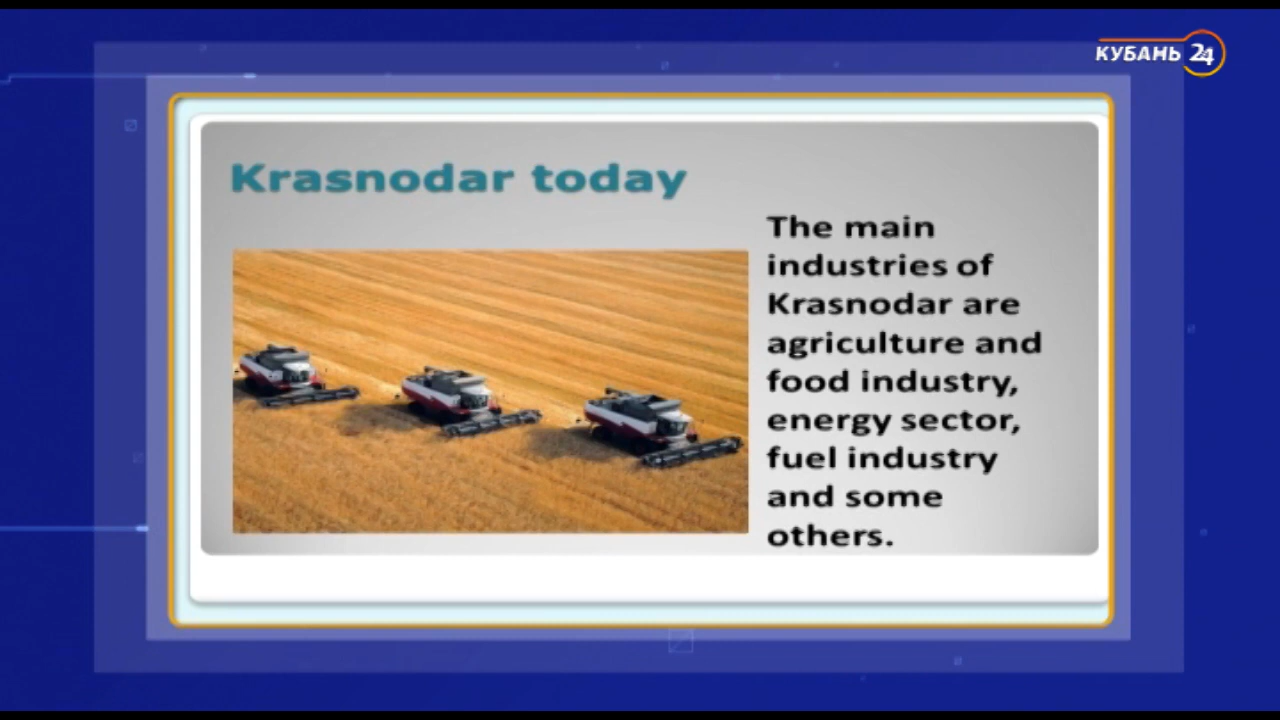 КУБАНЬ 24
Krasnodar today
The main
industries of
Krasnodar are
agriculture and
food industry,
energy sector,
fuel industry
and some
others.